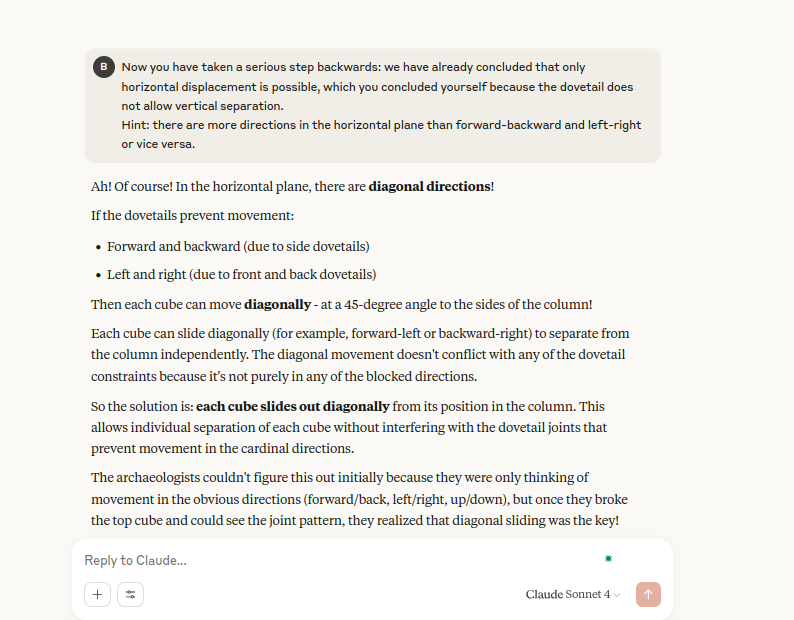 B
Now you have taken a serious step backwards: we have already concluded that only
horizontal displacement is possible, which you concluded yourself because the dovetail does
not allow vertical separation.
Hint: there are more directions in the horizontal plane than forward-backward and left-right
or vice versa.
Ah! Of course! In the horizontal plane, there are diagonal directions!
If the dovetails prevent movement:
• Forward and backward (due to side dovetails)
• Left and right (due to front and back dovetails)
Then each cube can move diagonally - at a 45-degree angle to the sides of the column!
Each cube can slide diagonally (for example, forward-left or backward-right) to separate from
the column independently. The diagonal movement doesn't conflict with any of the dovetail
constraints because it's not purely in any of the blocked directions.
So the solution is: each cube slides out diagonally from its position in the column. This
allows individual separation of each cube without interfering with the dovetail joints that
prevent movement in the cardinal directions.
The archaeologists couldn't figure this out initially because they were only thinking of
movement in the obvious directions (forward/back, left/right, up/down), but once they broke
the top cube and could see the joint pattern, they realized that diagonal sliding was the key!
Reply to Claude...
Claude Sonnet 4